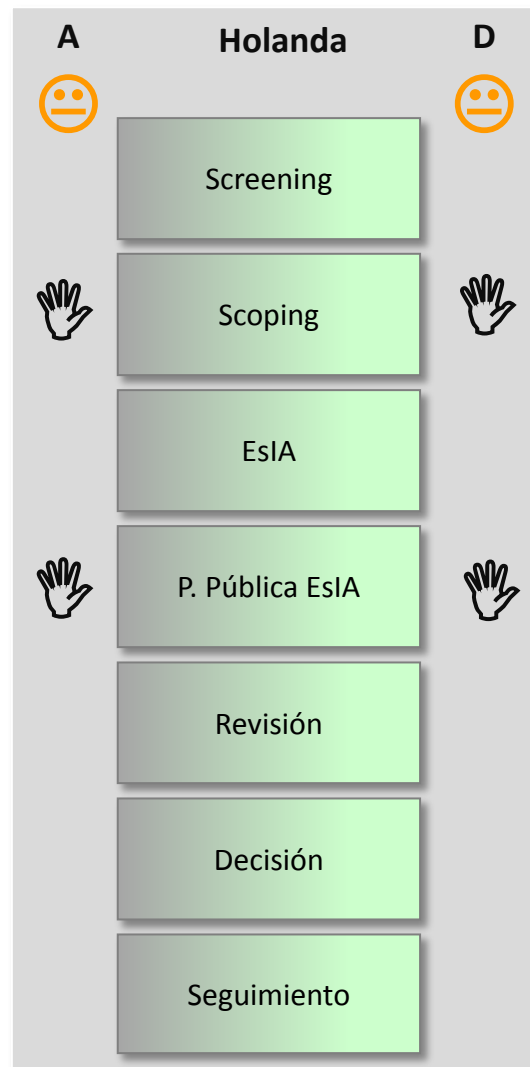 A Holanda D
Screening
Scoping
EsIA
P. Pública EsIA
Revisión
Decisión
Seguimiento